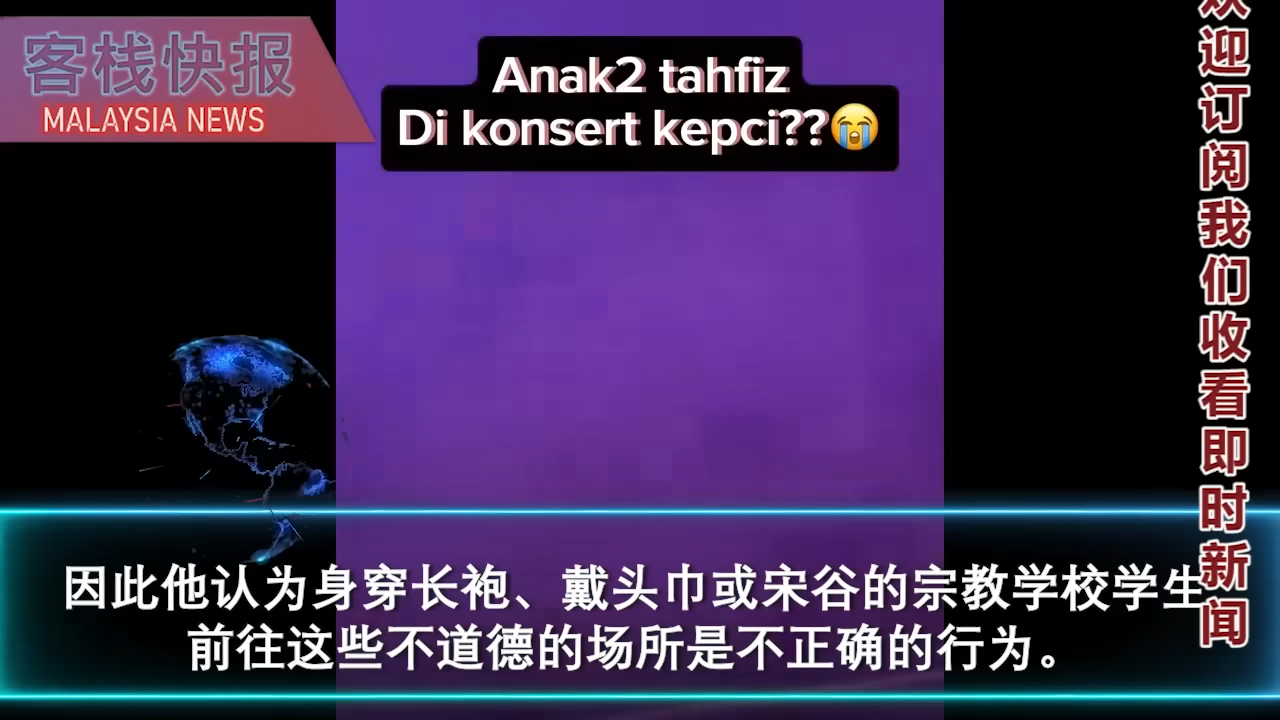 客栈快报
MALAYSIA NEWS
Anak2 tahfiz
Di konsert kepci??😭
欢迎订阅我们收看即时新闻
因此他认为身穿长袍、戴头巾或宋谷的宗教学校学生
前往这些不道德的场所是不正确的行为。